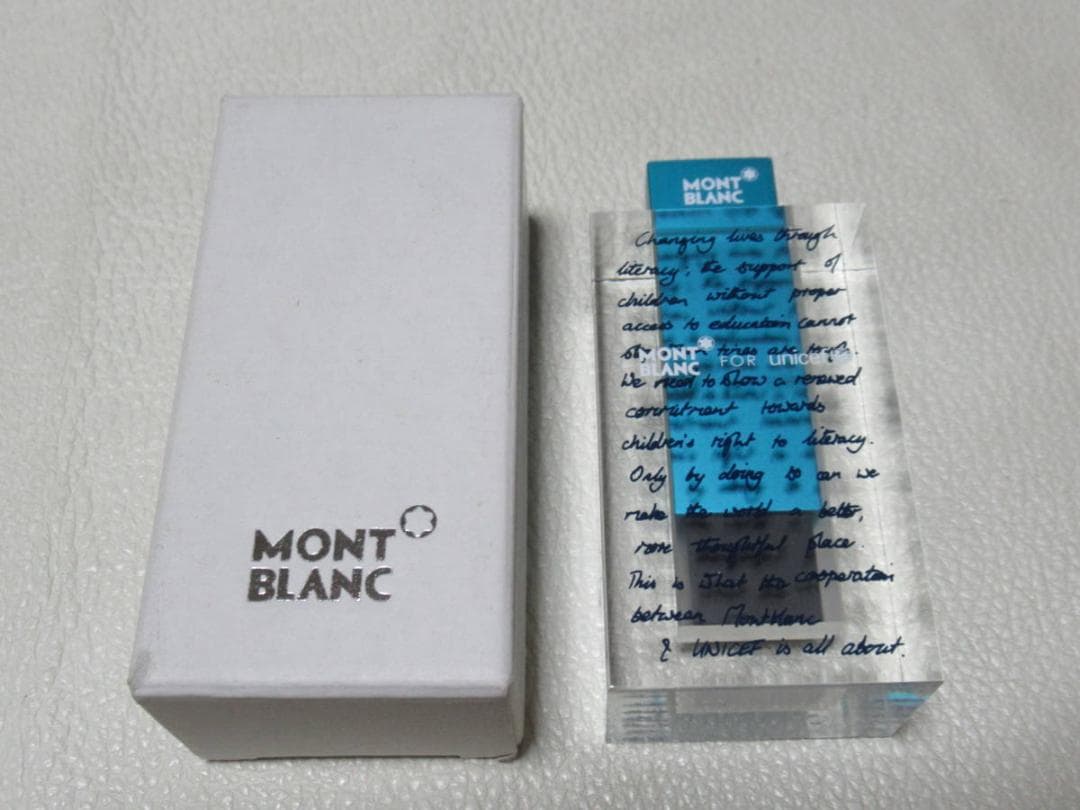 MONT
BLANC
MONT
BLANC
Changing lives through
literacy: the support of
children without proper
access to education cannot
times are
MONT
BLANC FOR unicef
We need to show a renewed
commitment towards
children's right to literacy.
Only by doing so can we
make the world a better,
more thoughtful place.
This is what the cooperation
between Montblanc
& UNICEF is all about.